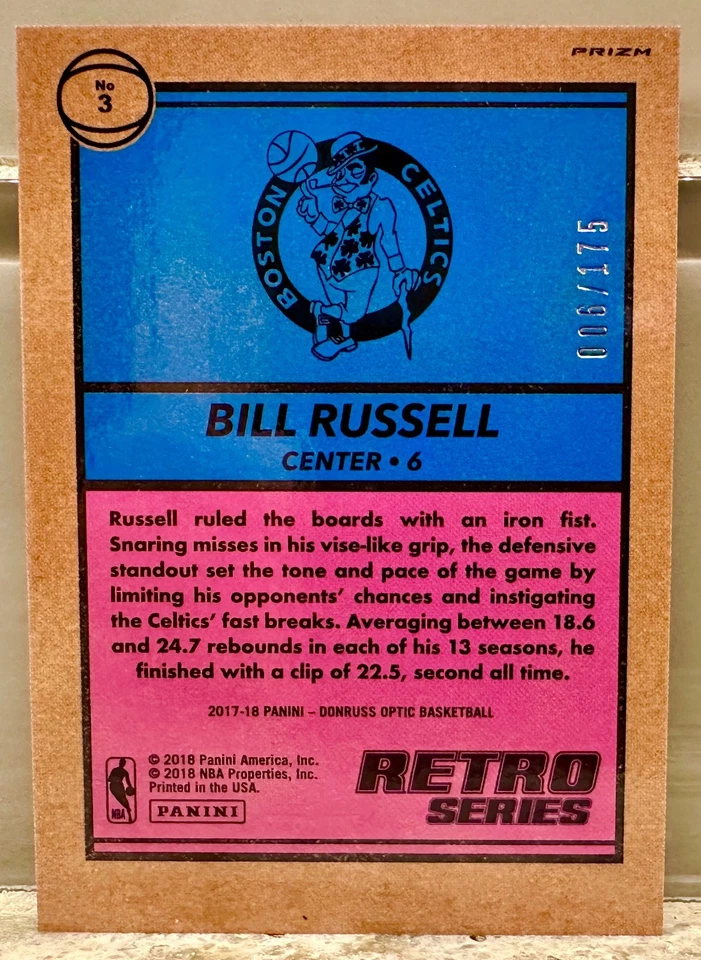 PRIZM
No
3
BOSTON CELTICS
006/175
BILL RUSSELL
CENTER • 6
Russell ruled the boards with an iron fist.
Snaring misses in his vise-like grip, the defensive
standout set the tone and pace of the game by
limiting his opponents’ chances and instigating
the Celtics’ fast breaks. Averaging between 18.6
and 24.7 rebounds in each of his 13 seasons, he
finished with a clip of 22.5, second all time.
2017-18 PANINI – DONRUSS OPTIC BASKETBALL
© 2018 Panini America, Inc.
© 2018 NBA Properties, Inc.
Printed in the USA.
NBA
PANINI
RETRO
SERIES